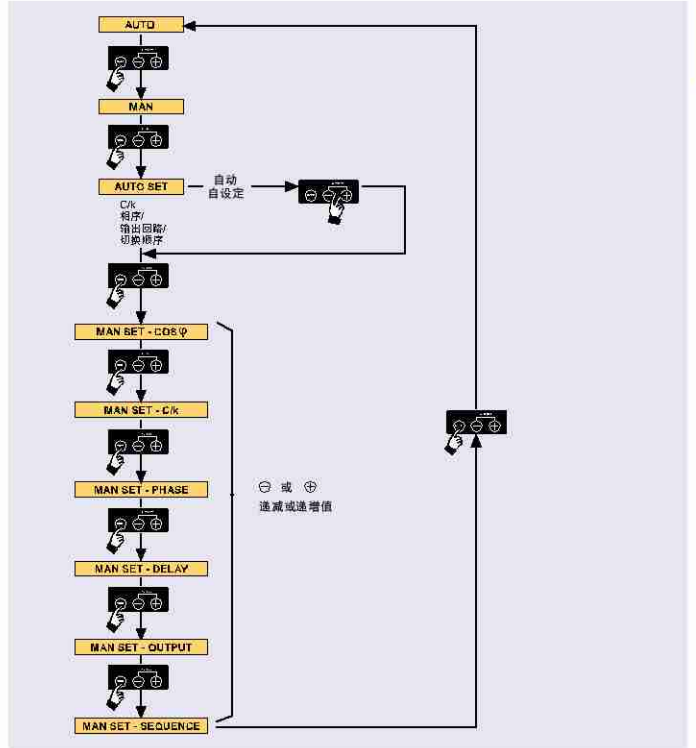 AUTO
MAN
AUTO SET
自动
自设定
C/k
相序/
输出回路/
切换顺序
MAN SET - COS φ
MAN SET - C/k
MAN SET - PHASE
⊖ 或 ⊕
递减或递增值
MAN SET - DELAY
MAN SET - OUTPUT
MAN SET - SEQUENCE